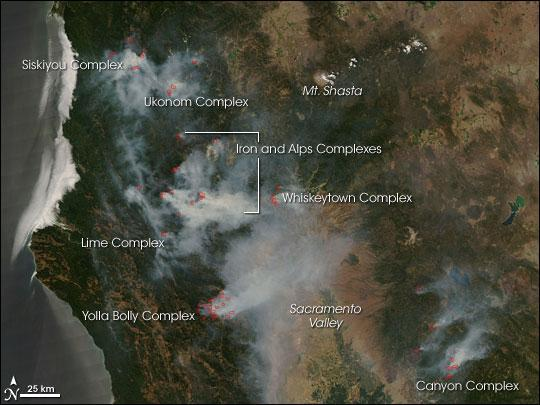 Siskiyou Complex
Ukonom Complex
Mt. Shasta
Iron and Alps Complexes
Whiskeytown Complex
Lime Complex
Yolla Bolly Complex
Sacramento
Valley
Canyon Complex
N
25 km